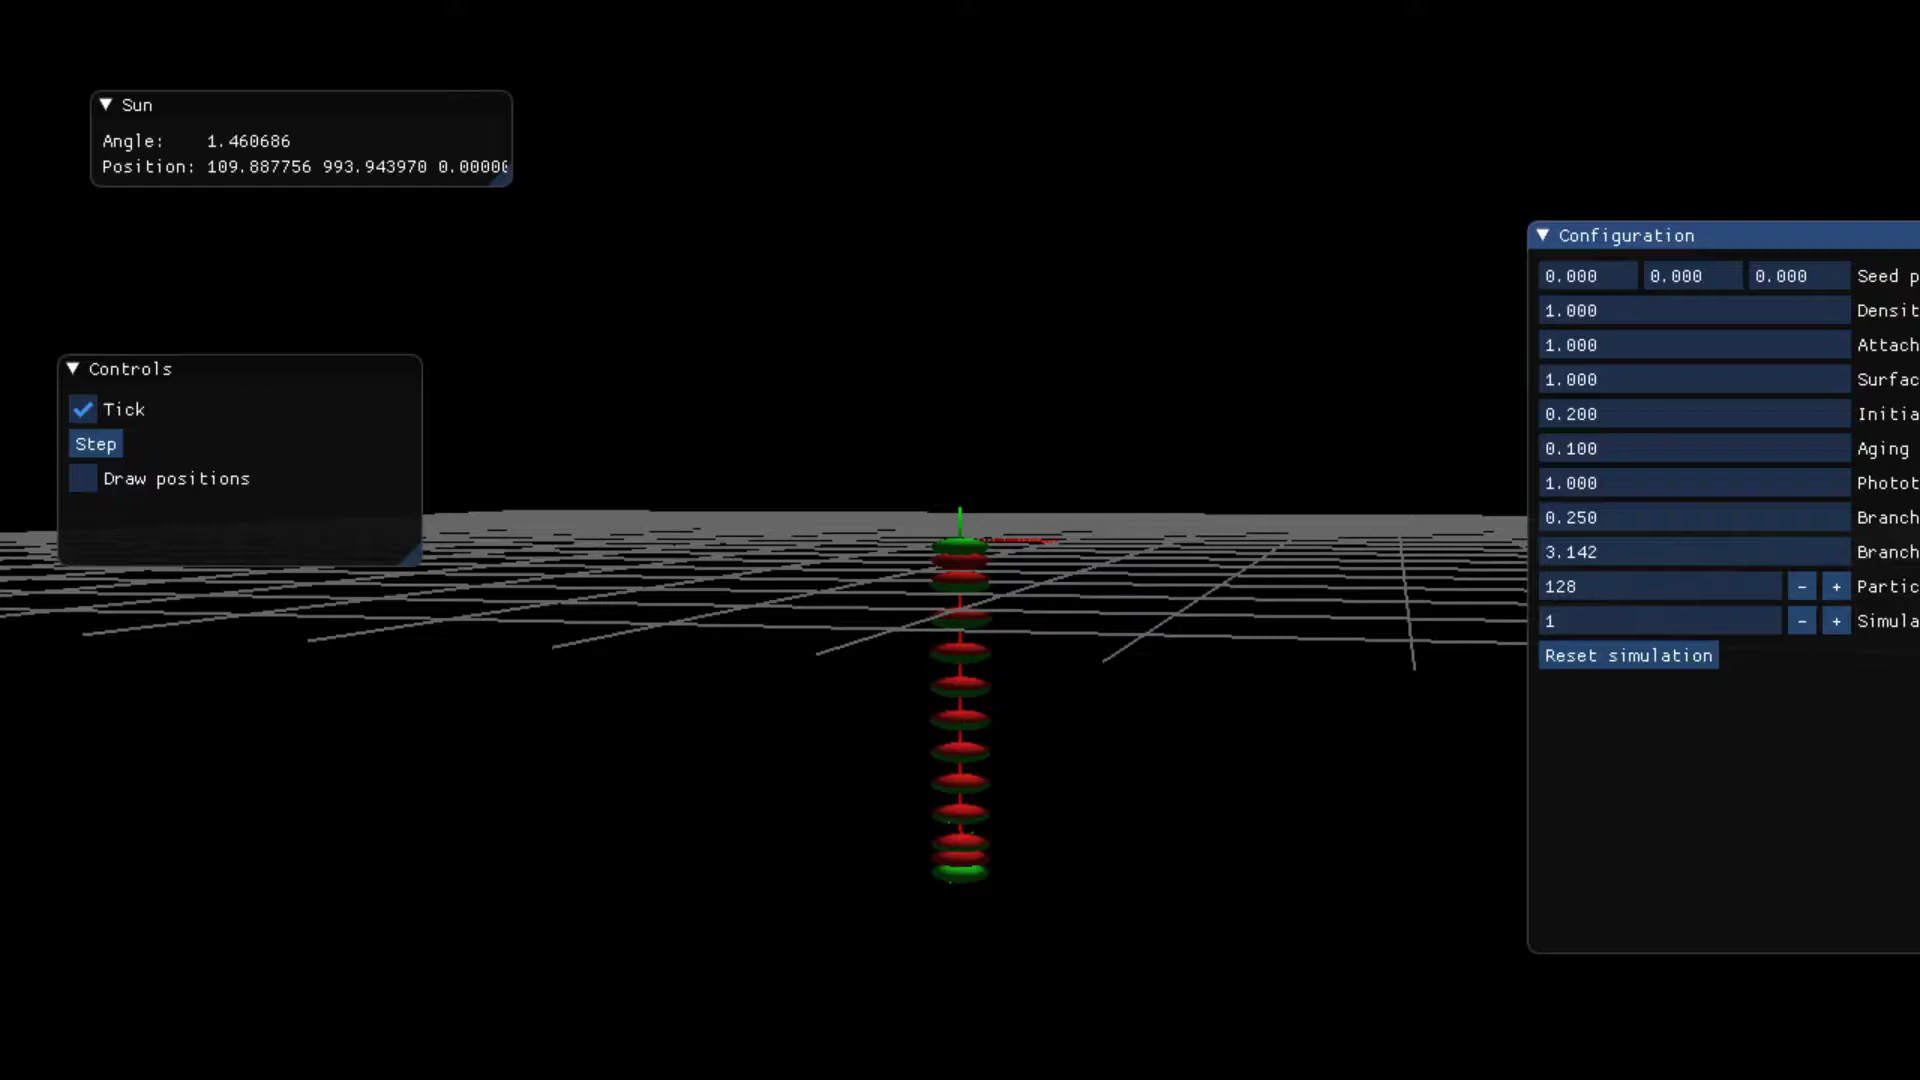 Sun
Angle: 1.460686
Position: 109.887756 993.943970 0.00000
Controls
Tick
Step
Draw positions
Configuration
0.000 0.000 0.000 Seed p
1.000 Densit
1.000 Attach
1.000 Surfac
0.200 Initia
0.100 Aging
1.000 Photot
0.250 Branch
3.142 Branch
128 - + Partic
1 - + Simula
Reset simulation